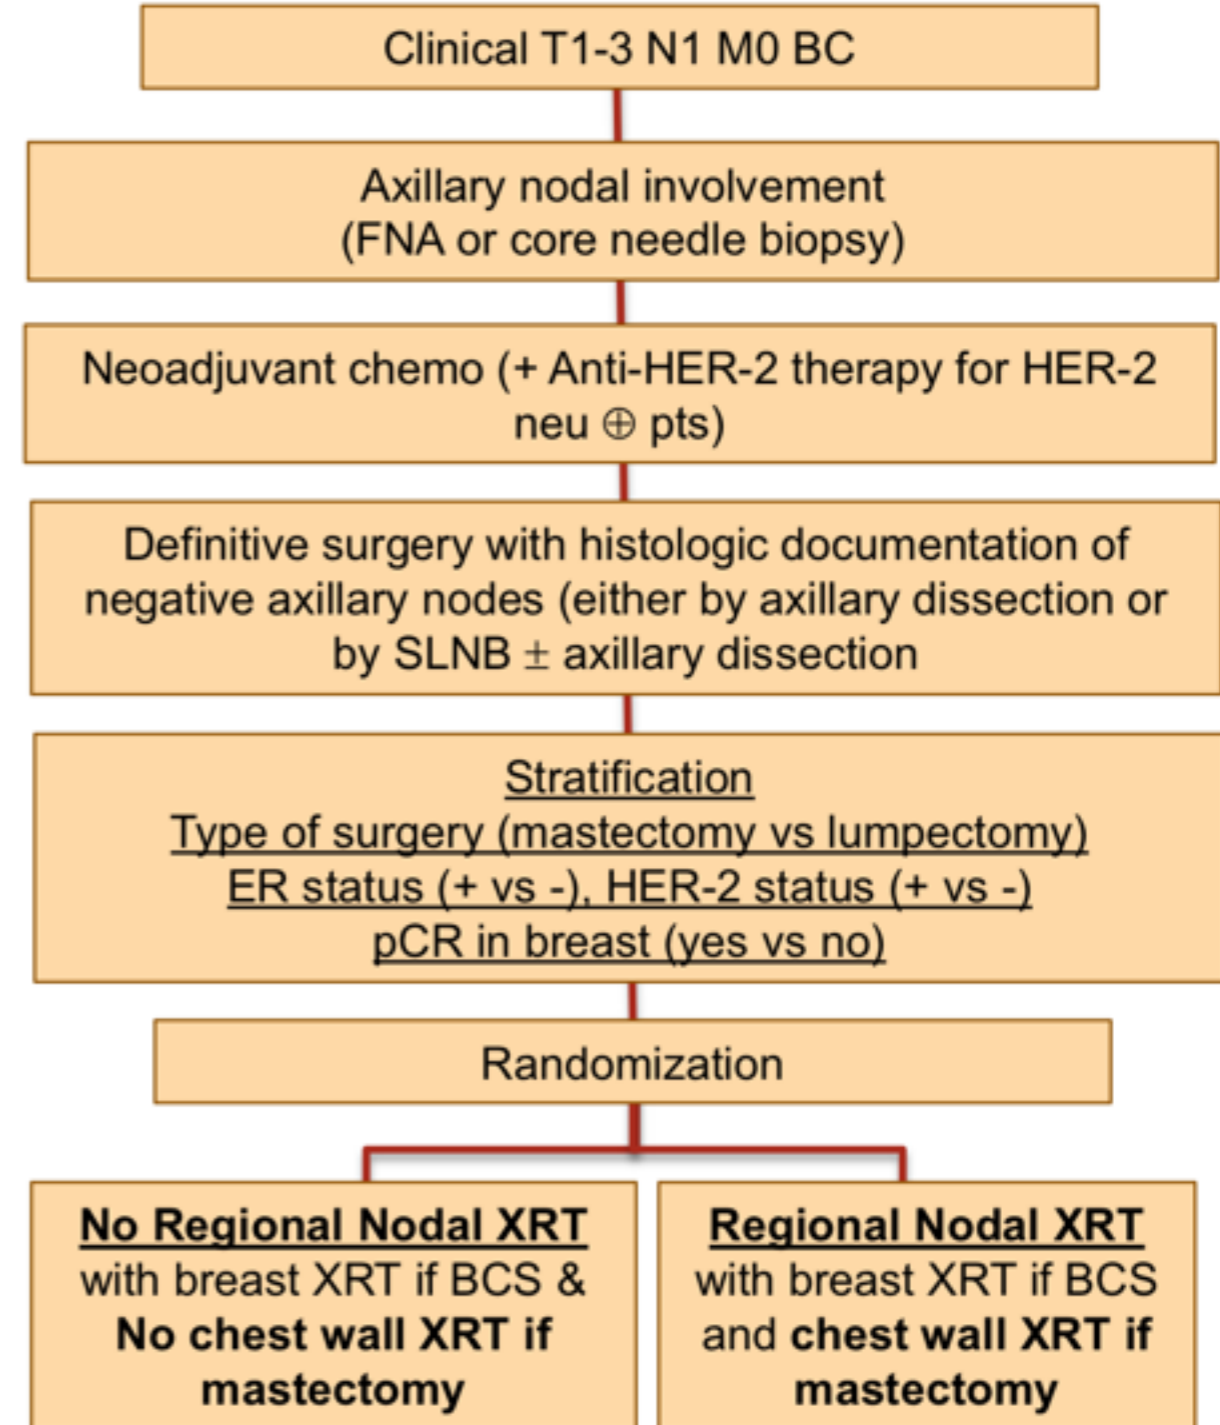 Clinical T1-3 N1 M0 BC
Axillary nodal involvement
(FNA or core needle biopsy)
Neoadjuvant chemo (+ Anti-HER-2 therapy for HER-2
neu ⊕ pts)
Definitive surgery with histologic documentation of
negative axillary nodes (either by axillary dissection or
by SLNB ± axillary dissection
Stratification
Type of surgery (mastectomy vs lumpectomy)
ER status (+ vs -), HER-2 status (+ vs -)
pCR in breast (yes vs no)
Randomization
No Regional Nodal XRT
with breast XRT if BCS &
No chest wall XRT if
mastectomy
Regional Nodal XRT
with breast XRT if BCS
and chest wall XRT if
mastectomy